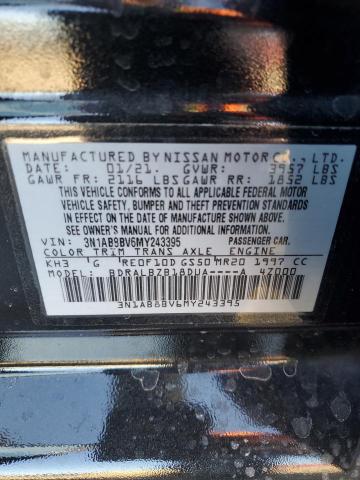 MANUFACTURED BY NISSAN MOTOR CO., LTD.
DATE: 01/21. GVWR: 3957 LBS
GAWR FR: 2116 LBS GAWR RR: 1852 LBS
THIS VEHICLE CONFORMS TO ALL APPLICABLE FEDERAL MOTOR
VEHICLE SAFETY, BUMPER AND THEFT
PREVENTION STANDARDS IN EFFECT ON THE
DATE OF MANUFACTURE SHOWN ABOVE.
SEE OWNER'S MANUAL FOR ADDITIONAL INFORMATION
VIN: 3N1AB8BV6MY243395 PASSENGER CAR
COLOR TRIM TRANS AXLE ENGINE
KH3 G RE0F10D GS50 MR20 1997 CC
MODEL: BDRALBZB18DUA----A 47000
3N1AB8BV6MY243395